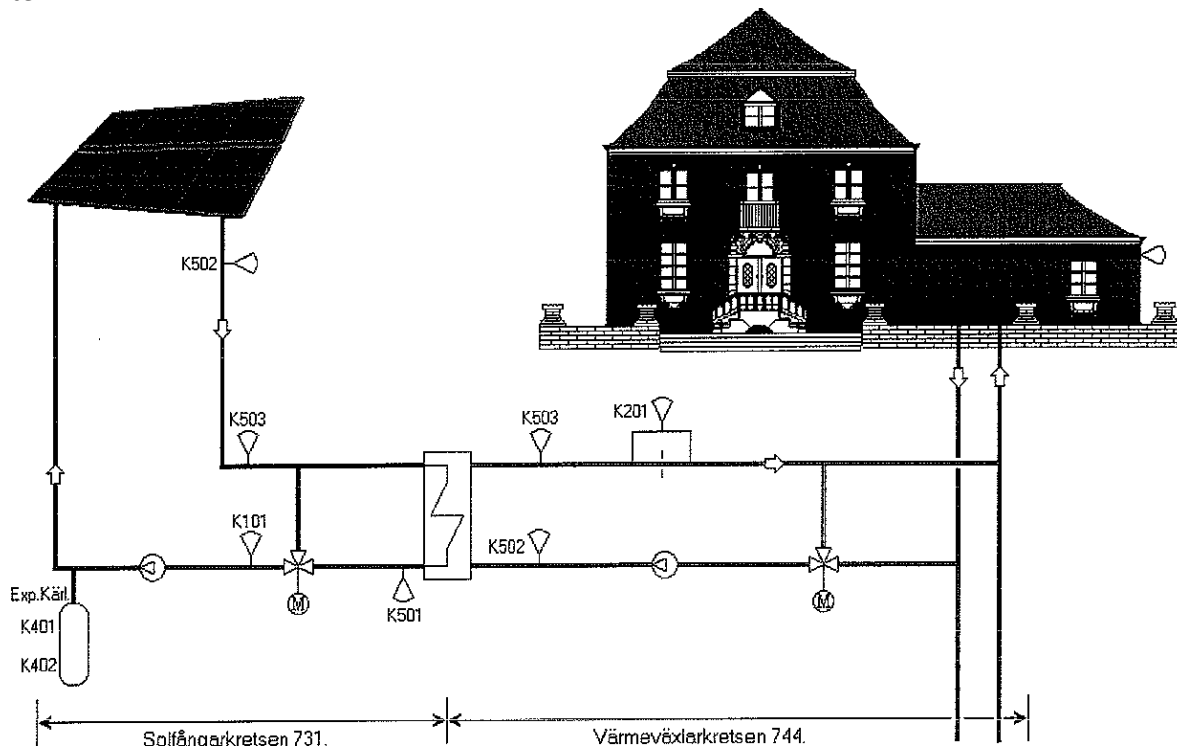 K502
K503
K503
K201
K101
K502
M
M
K501
Exp.Kärl.
K401
K402
Solfångarkretsen 731.
Värmeväxlarkretsen 744.